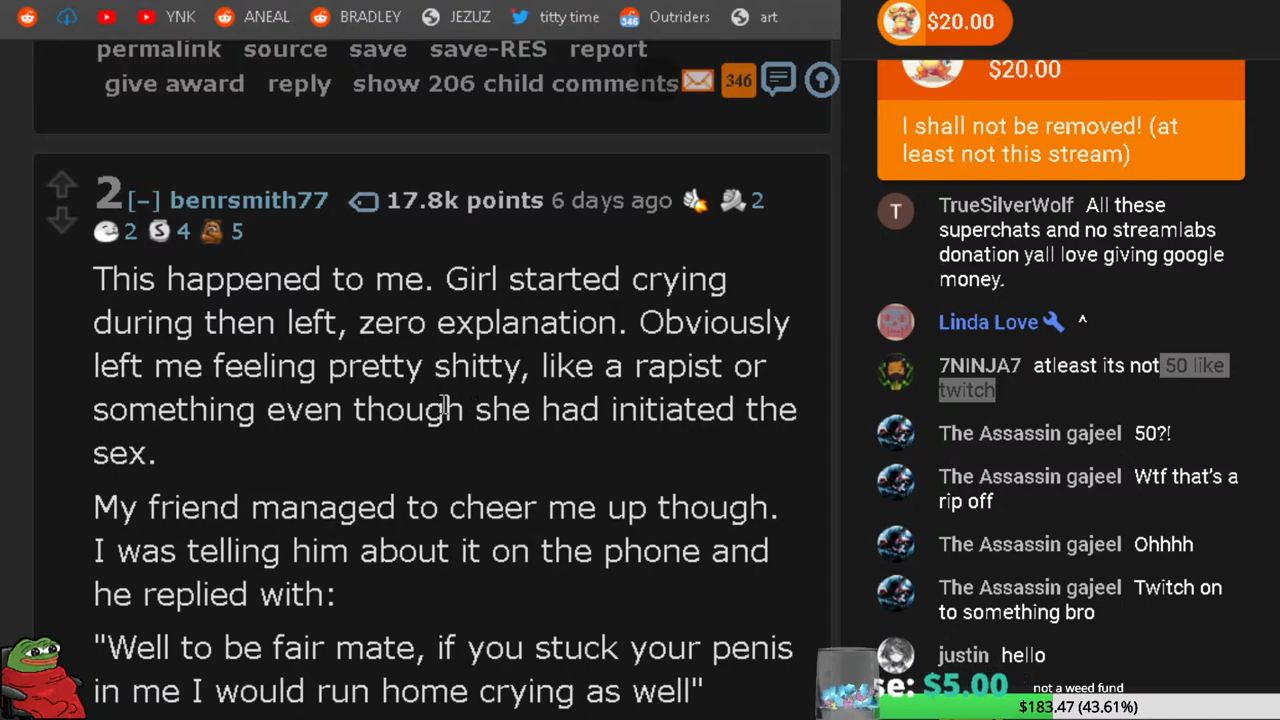 YNK ANEAL BRADLEY JEZUZ titty time 346 Outriders art
permalink source save save-RES report
give award reply show 206 child comments 346
2 [–] benrsmith77 17.8k points 6 days ago 2
2 S 4 5
This happened to me. Girl started crying
during then left, zero explanation. Obviously
left me feeling pretty shitty, like a rapist or
something even though she had initiated the
sex.
My friend managed to cheer me up though.
I was telling him about it on the phone and
he replied with:
"Well to be fair mate, if you stuck your penis
in me I would run home crying as well"
$20.00
$20.00
I shall not be removed! (at
least not this stream)
T TrueSilverWolf All these
superchats and no streamlabs
donation yall love giving google
money.
Linda Love ^
7NINJA7 atleast its not 50 like
twitch
The Assassin gajeel 50?!
The Assassin gajeel Wtf that's a
rip off
The Assassin gajeel Ohhhh
The Assassin gajeel Twitch on
to something bro
justin hello
se: $5.00 not a weed fund
$183.47 (43.61%)